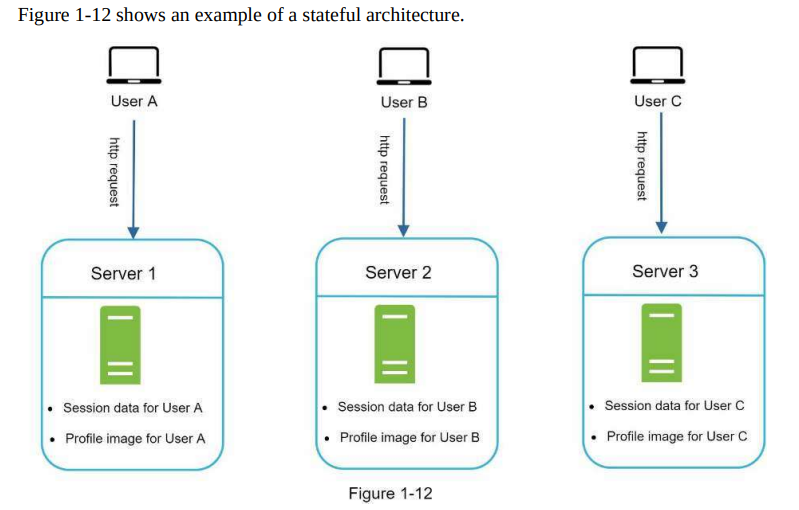 Figure 1-12 shows an example of a stateful architecture.
User A
User B
User C
http request
http request
http request
Server 1
Server 2
Server 3
• Session data for User A
• Profile image for User A
• Session data for User B
• Profile image for User B
• Session data for User C
• Profile image for User C
Figure 1-12